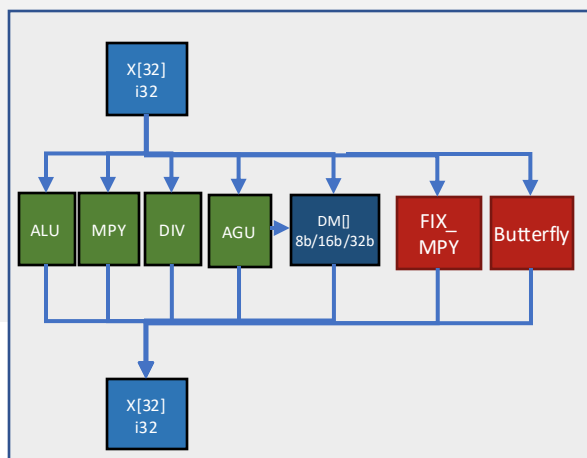 X[32]
i32
ALU
MPY
DIV
AGU
DM[]
8b/16b/32b
FIX_
MPY
Butterfly
X[32]
i32